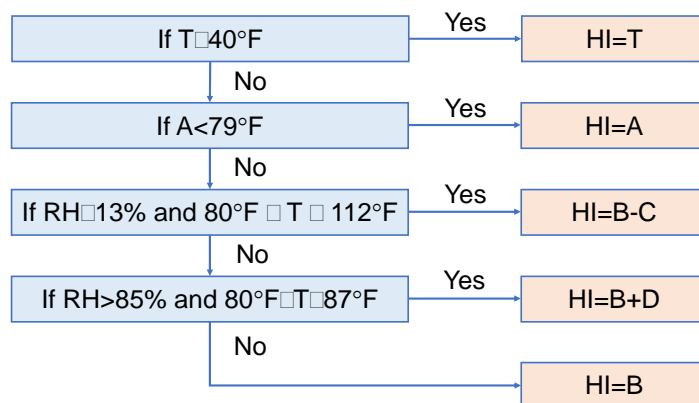 If T□40°F
Yes
HI=T
No
If A<79°F
Yes
HI=A
No
If RH□13% and 80°F □ T □ 112°F
Yes
HI=B-C
No
If RH>85% and 80°F□T□87°F
Yes
HI=B+D
No
HI=B